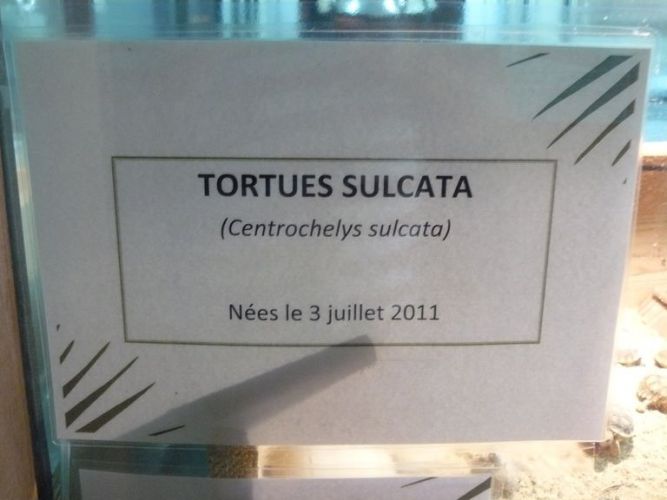 TORTUES SULCATA
(Centrochelys sulcata)
Nées le 3 juillet 2011